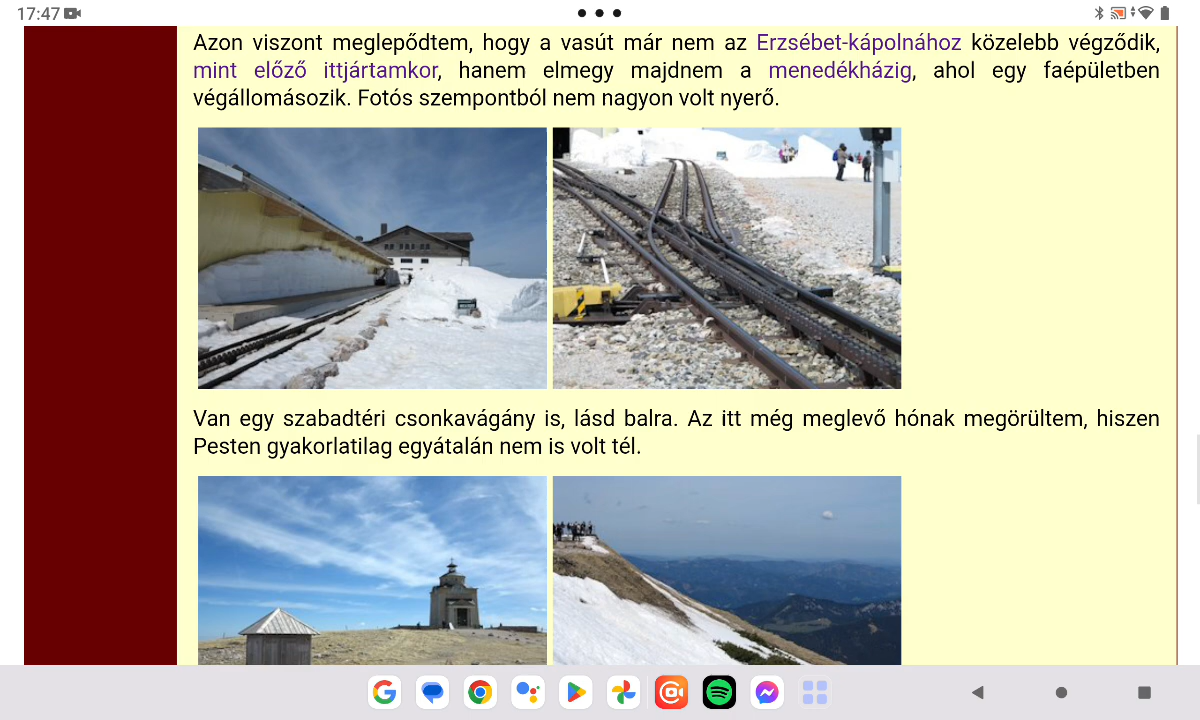 17:47
Azon viszont meglepődtem, hogy a vasút már nem az Erzsébet-kápolnához közelebb végződik,
mint előző ittjártamkor, hanem elmegy majdnem a menedékházig, ahol egy faépületben
végállomásozik. Fotós szempontból nem nagyon volt nyerő.
Van egy szabadtéri csonkavágány is, lásd balra. Az itt még meglevő hónak megörültem, hiszen
Pesten gyakorlatilag egyátalán nem is volt tél.